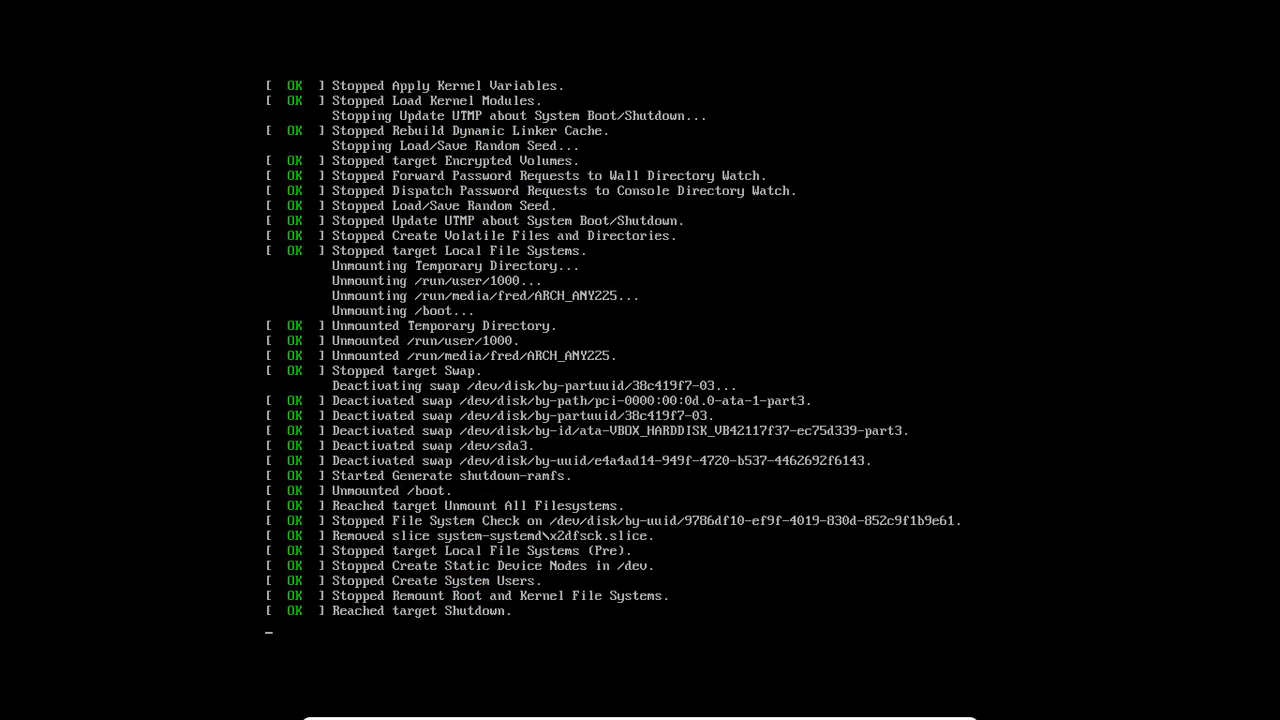 [  OK  ] Stopped Apply Kernel Variables.
[  OK  ] Stopped Load Kernel Modules.
         Stopping Update UTMP about System Boot/Shutdown...
[  OK  ] Stopped Rebuild Dynamic Linker Cache.
         Stopping Load/Save Random Seed...
[  OK  ] Stopped target Encrypted Volumes.
[  OK  ] Stopped Forward Password Requests to Wall Directory Watch.
[  OK  ] Stopped Dispatch Password Requests to Console Directory Watch.
[  OK  ] Stopped Load/Save Random Seed.
[  OK  ] Stopped Update UTMP about System Boot/Shutdown.
[  OK  ] Stopped Create Volatile Files and Directories.
[  OK  ] Stopped target Local File Systems.
         Unmounting Temporary Directory...
         Unmounting /run/user/1000...
         Unmounting /run/media/fred/ARCH_ANY225...
         Unmounting /boot...
[  OK  ] Unmounted Temporary Directory.
[  OK  ] Unmounted /run/user/1000.
[  OK  ] Unmounted /run/media/fred/ARCH_ANY225.
[  OK  ] Stopped target Swap.
         Deactivating swap /dev/disk/by-partuuid/38c419f7-03...
[  OK  ] Deactivated swap /dev/disk/by-path/pci-0000:00:0d.0-ata-1-part3.
[  OK  ] Deactivated swap /dev/disk/by-partuuid/38c419f7-03.
[  OK  ] Deactivated swap /dev/disk/by-id/ata-VBOX_HARDDISK_VB42117f37-ec75d339-part3.
[  OK  ] Deactivated swap /dev/sda3.
[  OK  ] Deactivated swap /dev/disk/by-uuid/e4a4ad14-949f-4720-b537-4462692f6143.
[  OK  ] Started Generate shutdown-ramfs.
[  OK  ] Unmounted /boot.
[  OK  ] Reached target Unmount All Filesystems.
[  OK  ] Stopped File System Check on /dev/disk/by-uuid/9786df10-ef9f-4019-830d-852c9f1b9e61.
[  OK  ] Removed slice system-systemd\x2dfsck.slice.
[  OK  ] Stopped target Local File Systems (Pre).
[  OK  ] Stopped Create Static Device Nodes in /dev.
[  OK  ] Stopped Create System Users.
[  OK  ] Stopped Remount Root and Kernel File Systems.
[  OK  ] Reached target Shutdown.